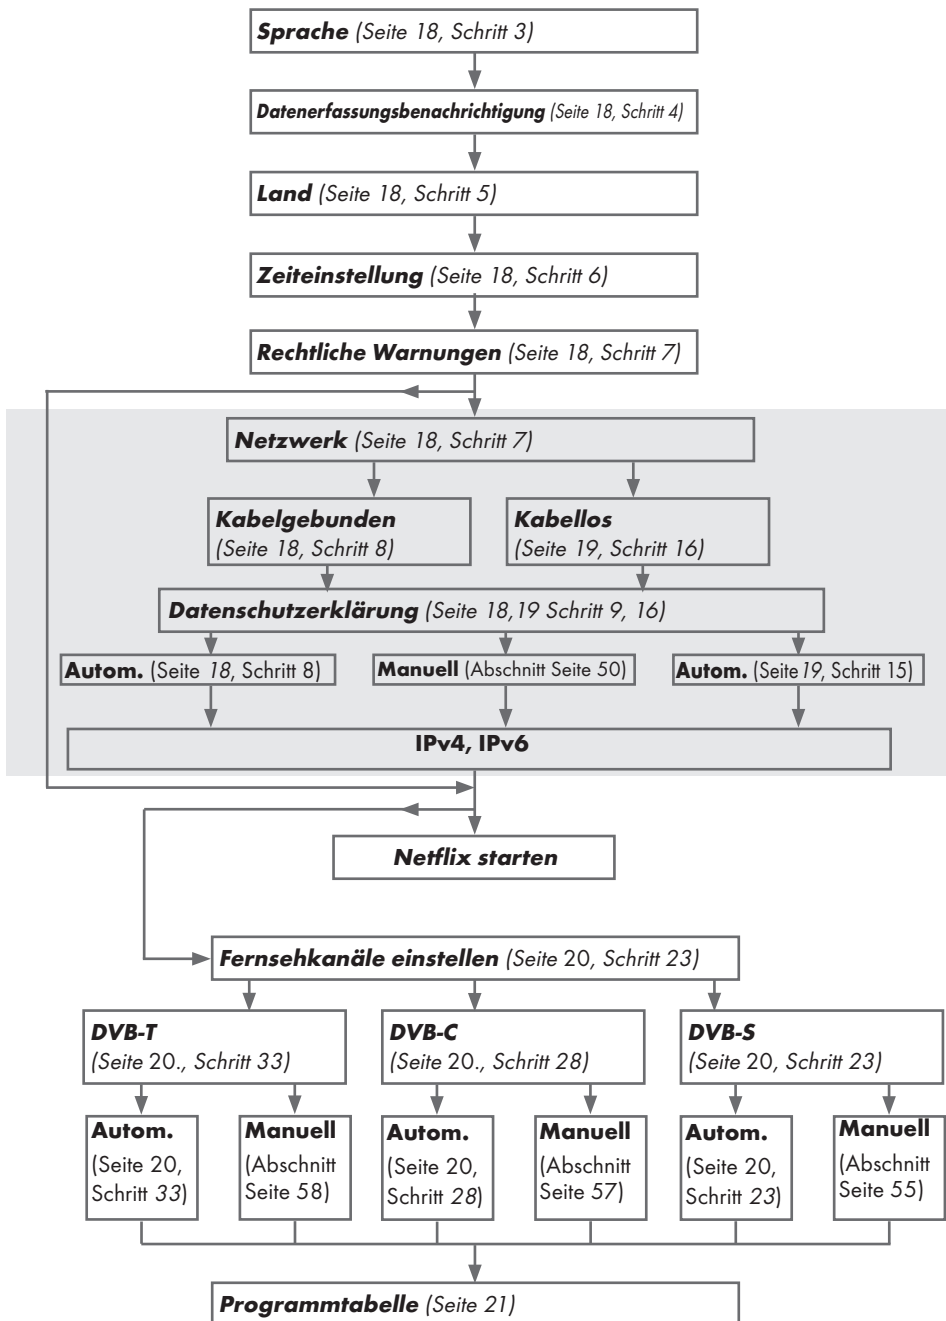 Sprache (Seite 18, Schritt 3)
Datenerfassungsbenachrichtigung (Seite 18, Schritt 4)
Land (Seite 18, Schritt 5)
Zeiteinstellung (Seite 18, Schritt 6)
Rechtliche Warnungen (Seite 18, Schritt 7)
Netzwerk (Seite 18, Schritt 7)
Kabelgebunden
(Seite 18, Schritt 8)
Kabellos
(Seite 19, Schritt 16)
Datenschutzerklärung (Seite 18,19 Schritt 9, 16)
Autom. (Seite 18, Schritt 8)
Manuell (Abschnitt Seite 50)
Autom. (Seite 19, Schritt 15)
IPv4, IPv6
Netflix starten
Fernsehkanäle einstellen (Seite 20, Schritt 23)
DVB-T
(Seite 20., Schritt 33)
DVB-C
(Seite 20., Schritt 28)
DVB-S
(Seite 20, Schritt 23)
Autom.
(Seite 20,
Schritt 33)
Manuell
(Abschnitt
Seite 58)
Autom.
(Seite 20,
Schritt 28)
Manuell
(Abschnitt
Seite 57)
Autom.
(Seite 20,
Schritt 23)
Manuell
(Abschnitt
Seite 55)
Programmtabelle (Seite 21)